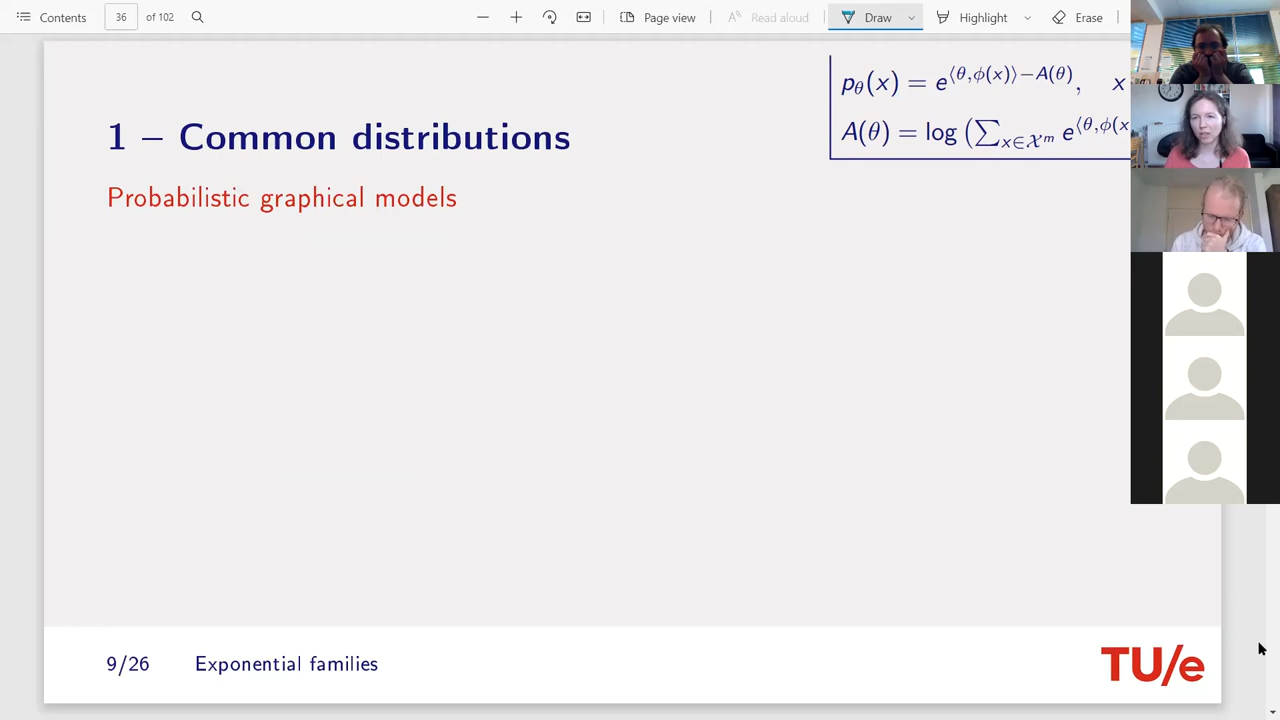 Contents 36 of 102 Page view Read aloud Draw Highlight Erase
pθ(x) = e^{⟨θ,ϕ(x)⟩−A(θ)}, x
1 – Common distributions
A(θ) = log (∑_{x∈𝒳^m} e^{⟨θ,ϕ(x
Probabilistic graphical models
9/26 Exponential families
TU/e